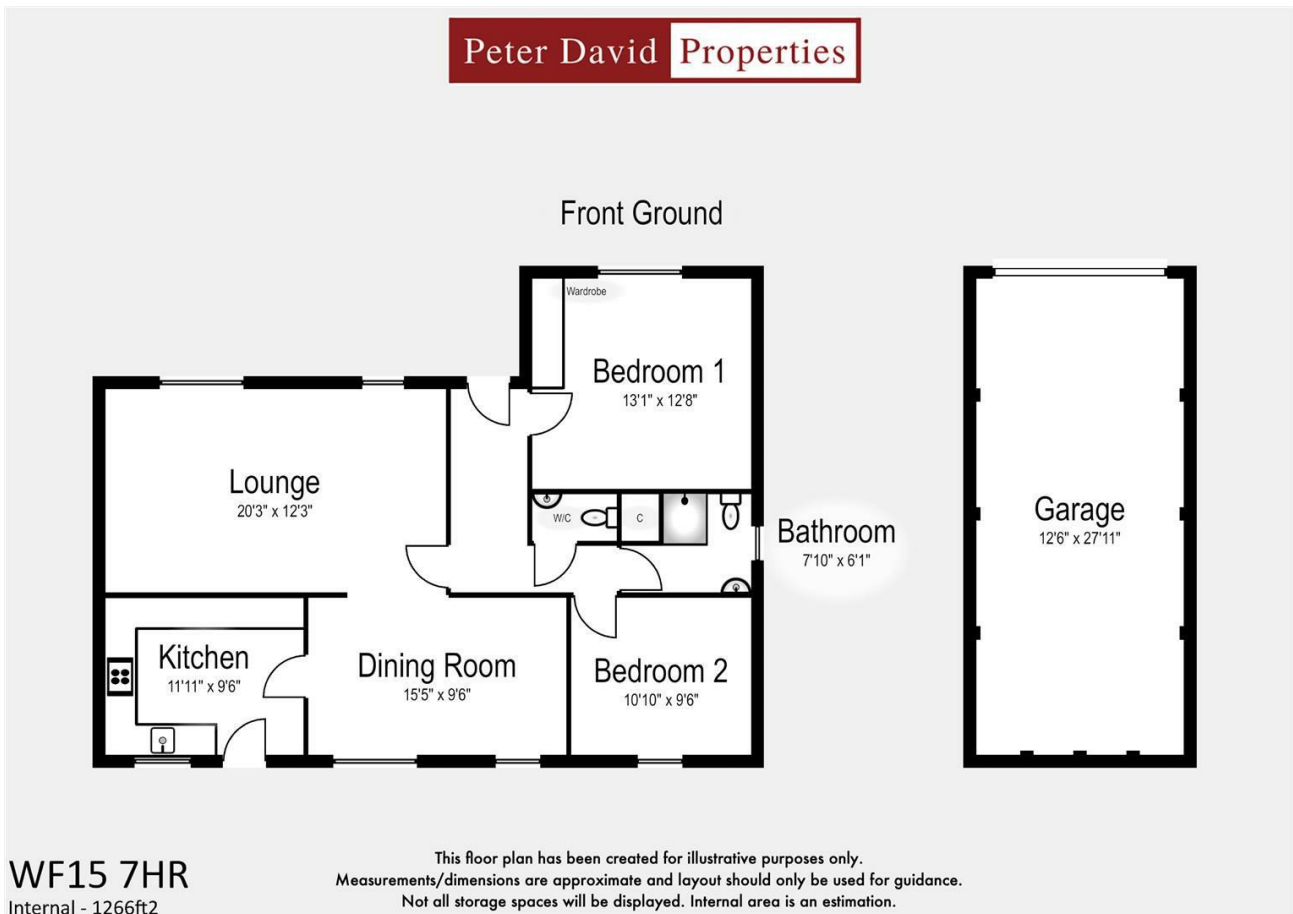 Peter David Properties
Front Ground
Wardrobe
Bedroom 1
13'1" x 12'8"
Lounge
20'3" x 12'3"
W/C
C
Bathroom
7'10" x 6'1"
Garage
12'6" x 27'11"
Kitchen
11'11" x 9'6"
Dining Room
15'5" x 9'6"
Bedroom 2
10'10" x 9'6"
WF15 7HR
Internal - 1266ft2
This floor plan has been created for illustrative purposes only.
Measurements/dimensions are approximate and layout should only be used for guidance.
Not all storage spaces will be displayed. Internal area is an estimation.